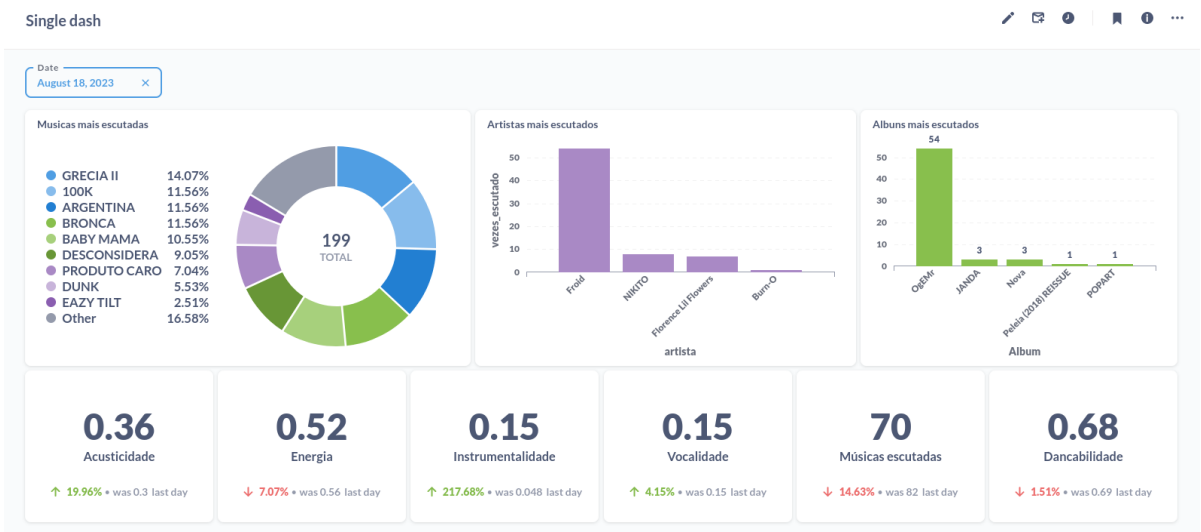 Single dash
Date
August 18, 2023
Musicas mais escutadas
GRECIA II 14.07%
100K 11.56%
ARGENTINA 11.56%
BRONCA 11.56%
BABY MAMA 10.55%
DESCONSIDERA 9.05%
PRODUTO CARO 7.04%
DUNK 5.53%
EAZY TILT 2.51%
Other 16.58%
199
TOTAL
Artistas mais escutados
vezes_escutado
50
40
30
20
10
0
Froid
NIKITO
Florence Lil Flowers
Burn-O
artista
Albuns mais escutados
50
40
30
20
10
0
54
3
3
1
1
OgEMr
JANDA
Nova
Peleia (2018) REISSUE
POPART
Album
0.36
Acusticidade
↑ 19.96% • was 0.3 last day
0.52
Energia
↓ 7.07% • was 0.56 last day
0.15
Instrumentalidade
↑ 217.68% • was 0.048 last day
0.15
Vocalidade
↑ 4.15% • was 0.15 last day
70
Músicas escutadas
↓ 14.63% • was 82 last day
0.68
Dancabilidade
↓ 1.51% • was 0.69 last day